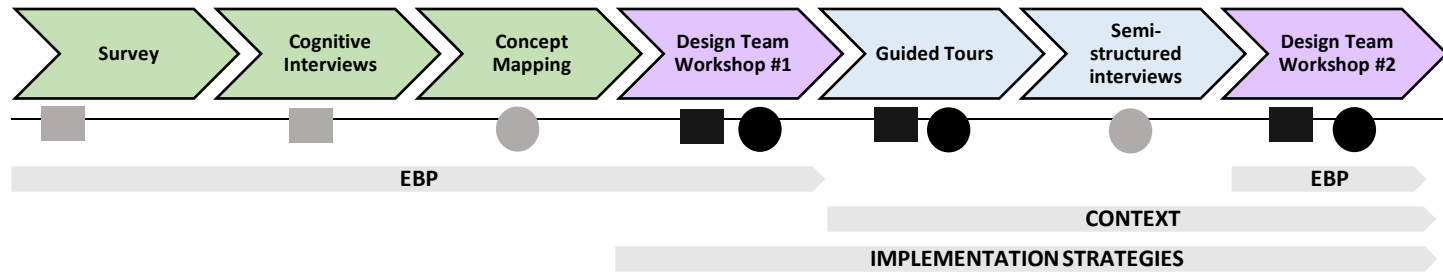 Survey
Cognitive
Interviews
Concept
Mapping
Design Team
Workshop #1
Guided Tours
Semi-
structured
interviews
Design Team
Workshop #2
EBP
EBP
CONTEXT
IMPLEMENTATION STRATEGIES